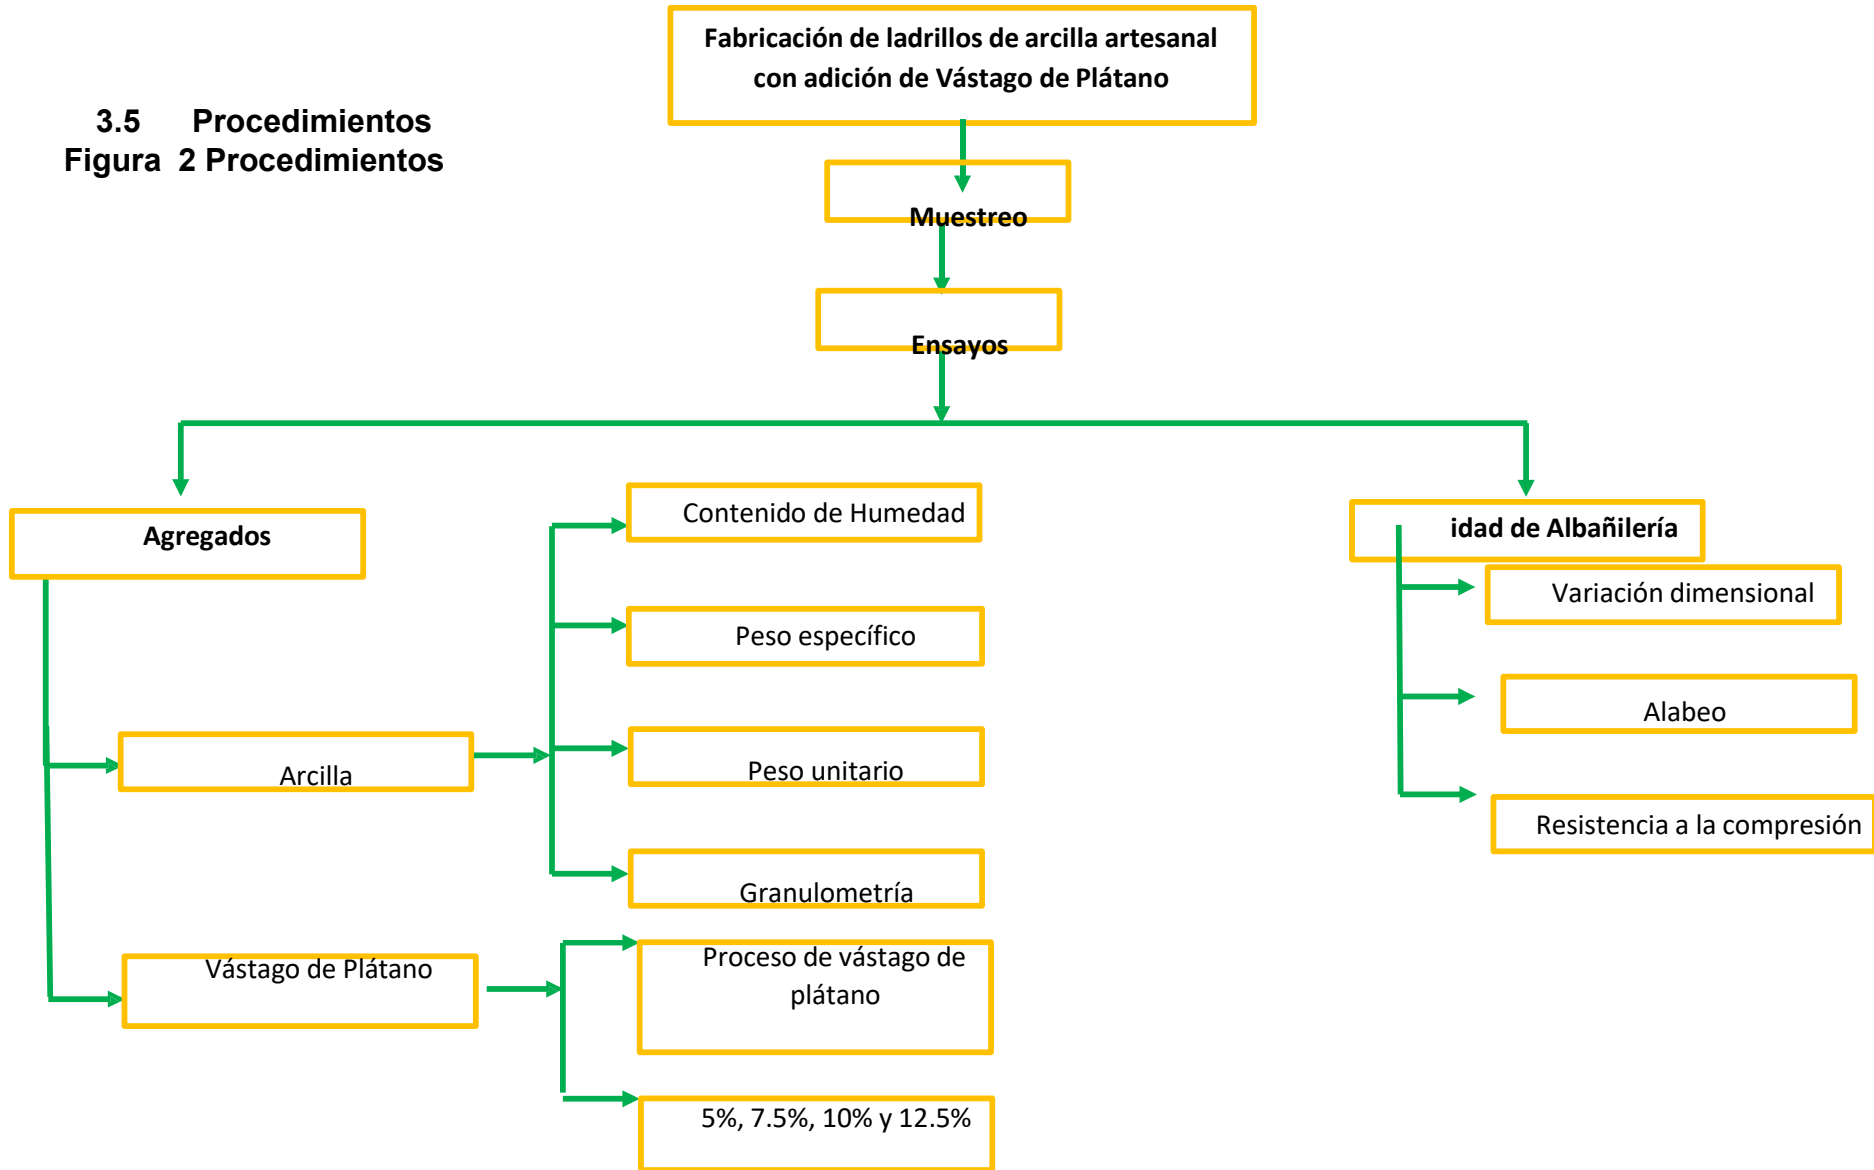 Fabricación de ladrillos de arcilla artesanal
con adición de Vástago de Plátano
3.5 Procedimientos
Figura 2 Procedimientos
Muestreo
Ensayos
Agregados
Arcilla
Vástago de Plátano
Contenido de Humedad
Peso específico
Peso unitario
Granulometría
Proceso de vástago de
plátano
5%, 7.5%, 10% y 12.5%
idad de Albañilería
Variación dimensional
Alabeo
Resistencia a la compresión